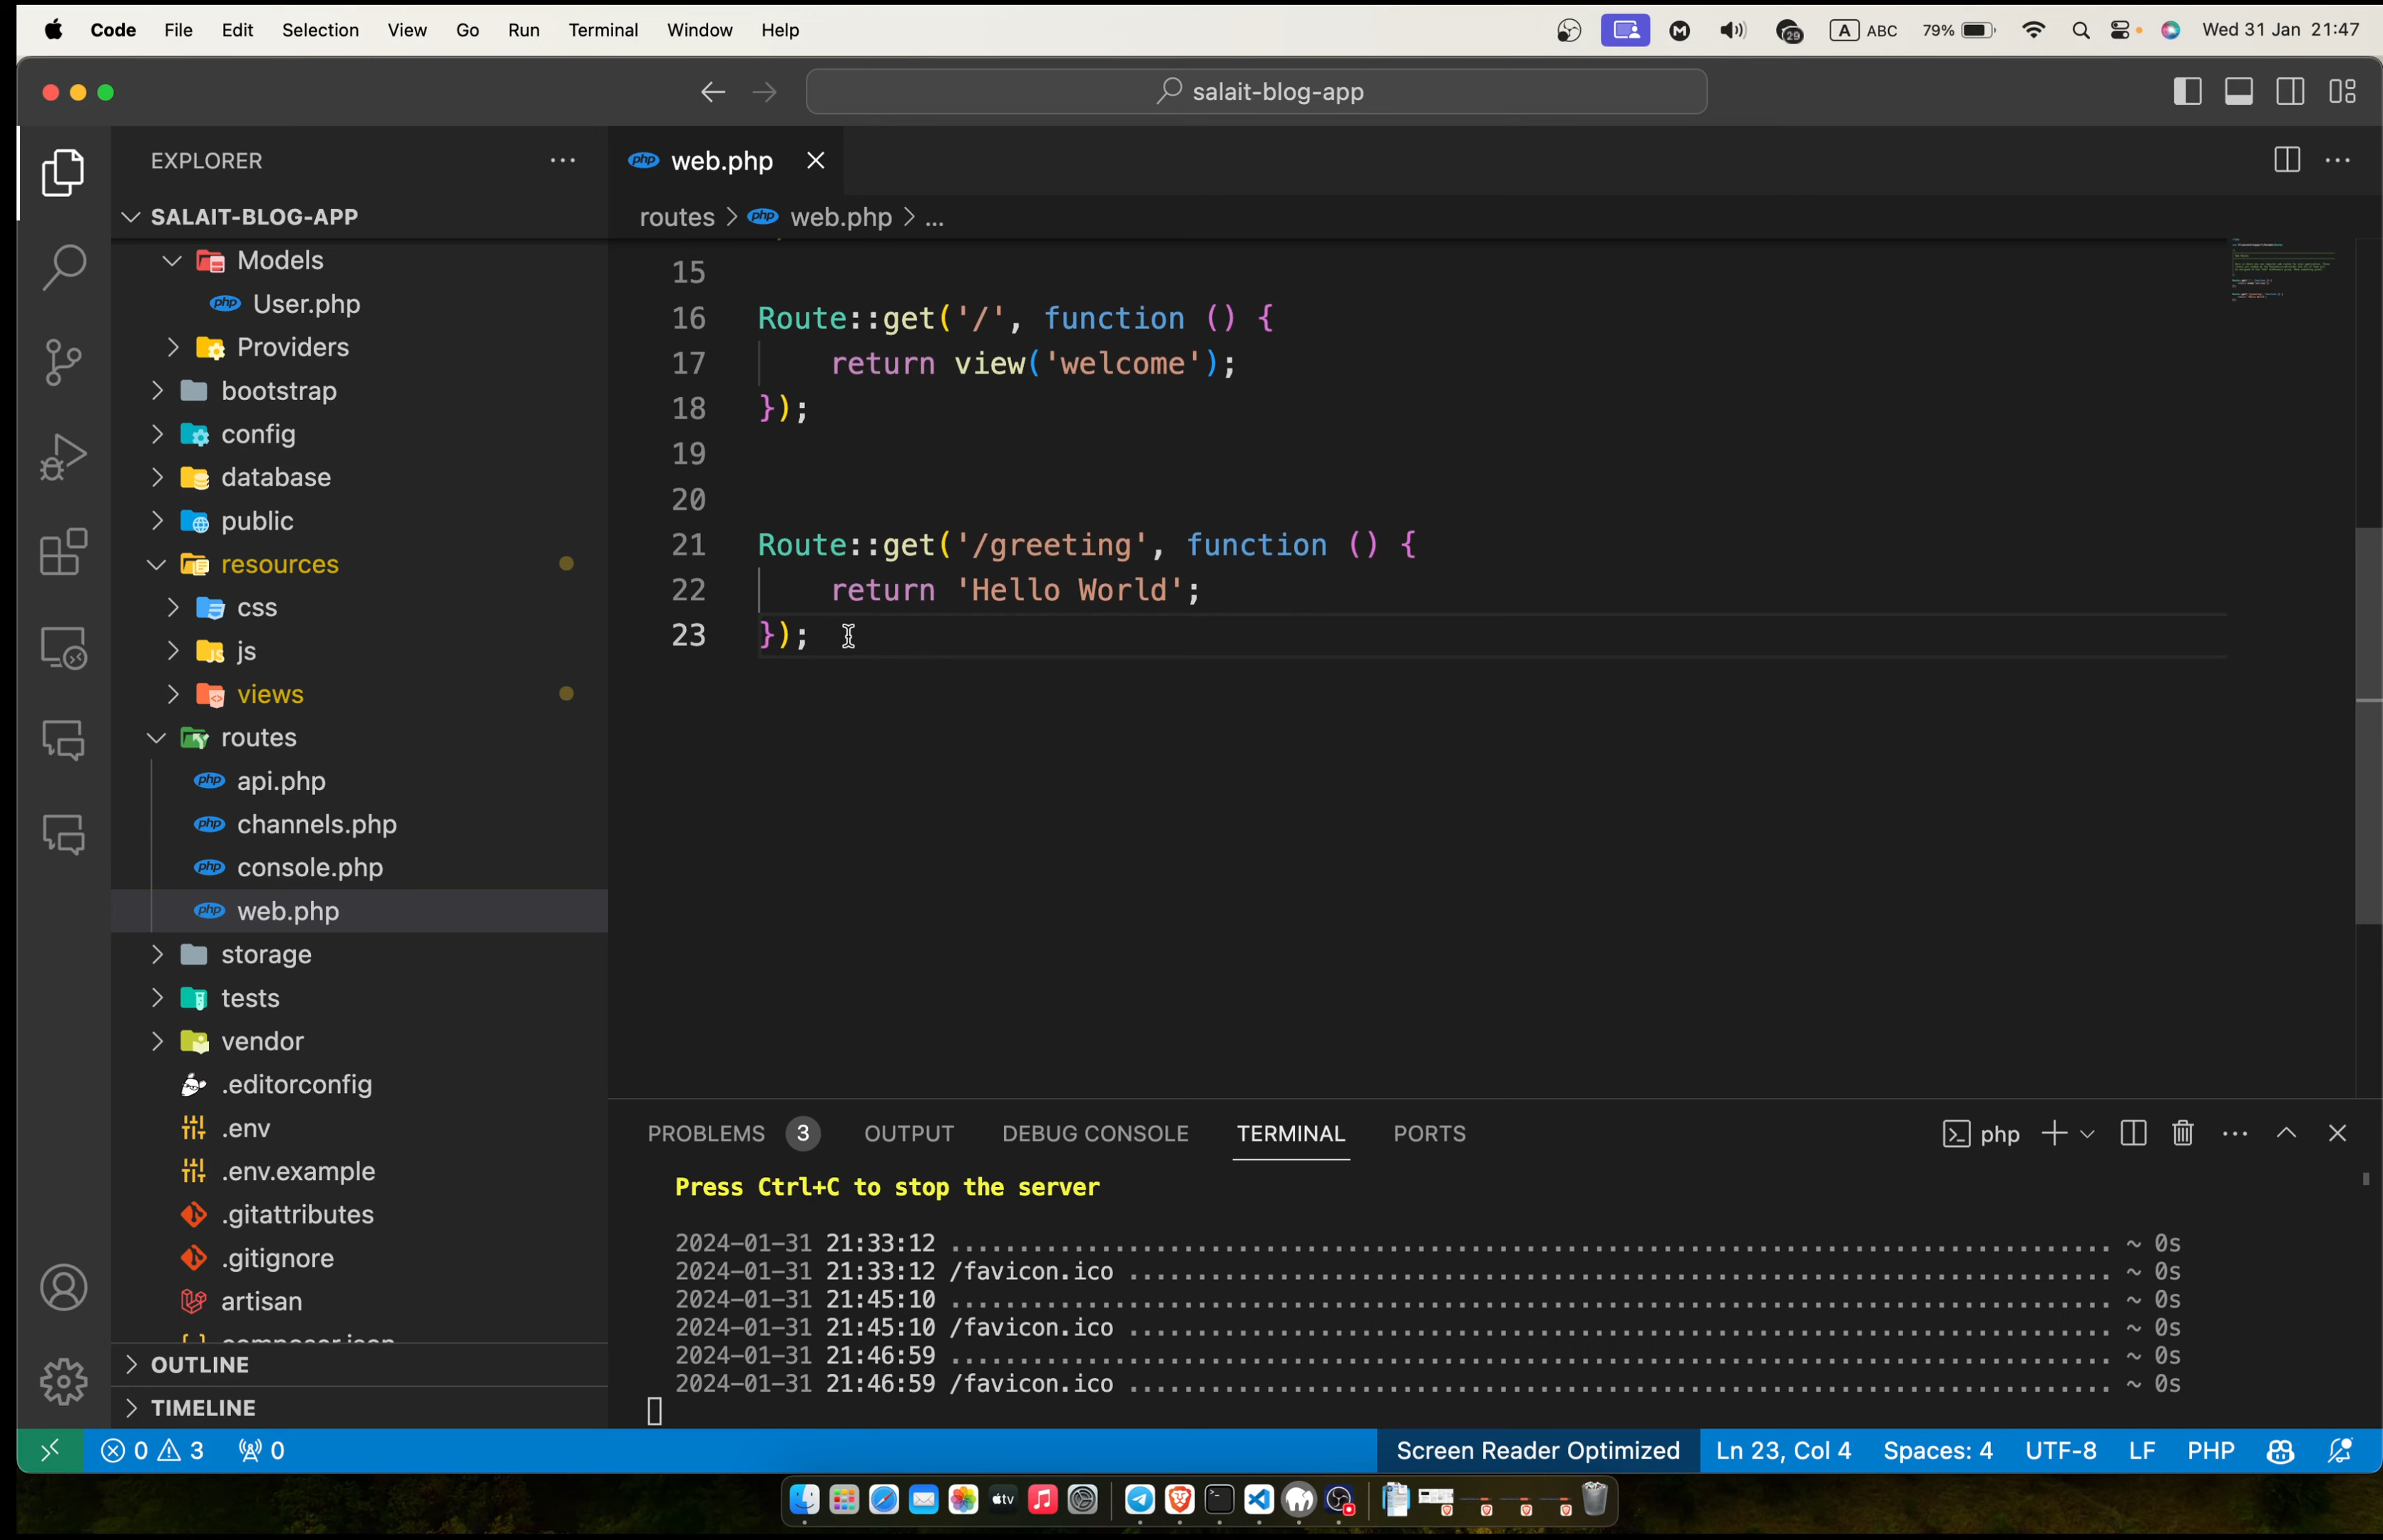 Code File Edit Selection View Go Run Terminal Window Help 29 A ABC 79% Wed 31 Jan 21:47
salait-blog-app
EXPLORER
SALAIT-BLOG-APP
Models
User.php
Providers
bootstrap
config
database
public
resources
css
js
views
routes
api.php
channels.php
console.php
web.php
storage
tests
vendor
.editorconfig
.env
.env.example
.gitattributes
.gitignore
artisan
composer.json
OUTLINE
TIMELINE
php web.php
routes > php web.php > ...
15
16 Route::get('/', function () {
17 return view('welcome');
18 });
19
20
21 Route::get('/greeting', function () {
22 return 'Hello World';
23 });
PROBLEMS 3 OUTPUT DEBUG CONSOLE TERMINAL PORTS php
Press Ctrl+C to stop the server
2024-01-31 21:33:12 ........................................................................ ~ 0s
2024-01-31 21:33:12 /favicon.ico ........................................................... ~ 0s
2024-01-31 21:45:10 ........................................................................ ~ 0s
2024-01-31 21:45:10 /favicon.ico ........................................................... ~ 0s
2024-01-31 21:46:59 ........................................................................ ~ 0s
2024-01-31 21:46:59 /favicon.ico ........................................................... ~ 0s
0 3 0 Screen Reader Optimized Ln 23, Col 4 Spaces: 4 UTF-8 LF PHP
tv